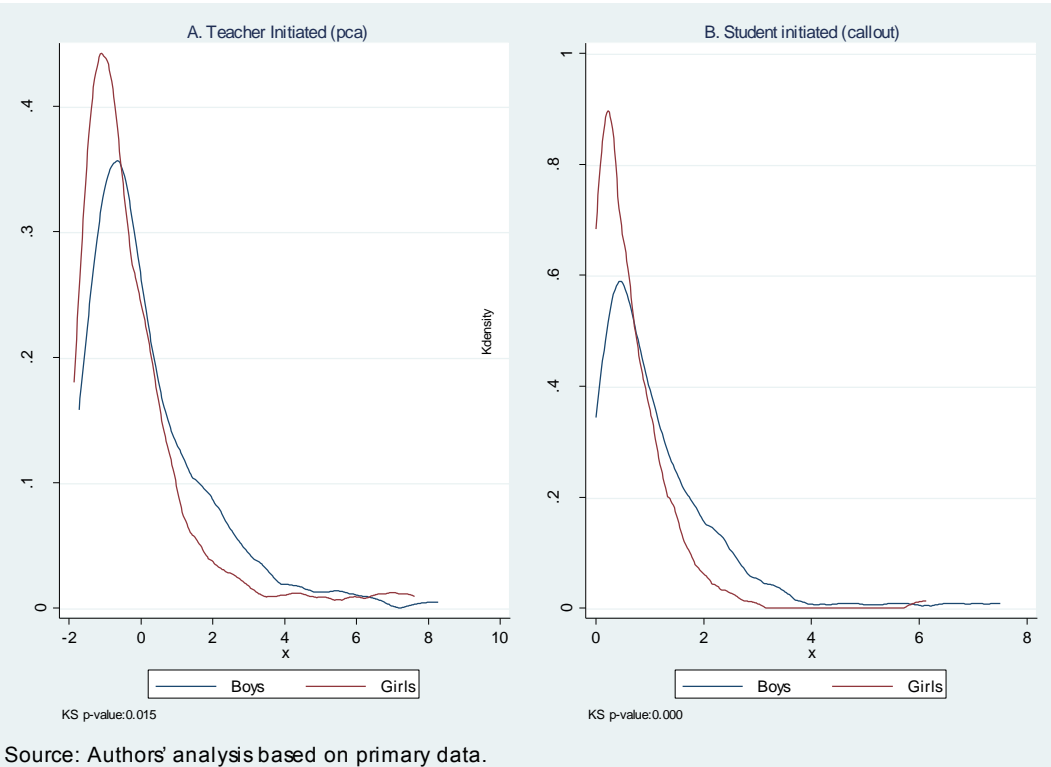 A. Teacher Initiated (pca)
.4
.3
.2
.1
0
-2 0 2 4 6 8 10
x
Boys Girls
KS p-value:0.015
B. Student initiated (callout)
Kdensity
1
.8
.6
.4
.2
0
0 2 4 6 8
x
Boys Girls
KS p-value:0.000
Source: Authors’ analysis based on primary data.